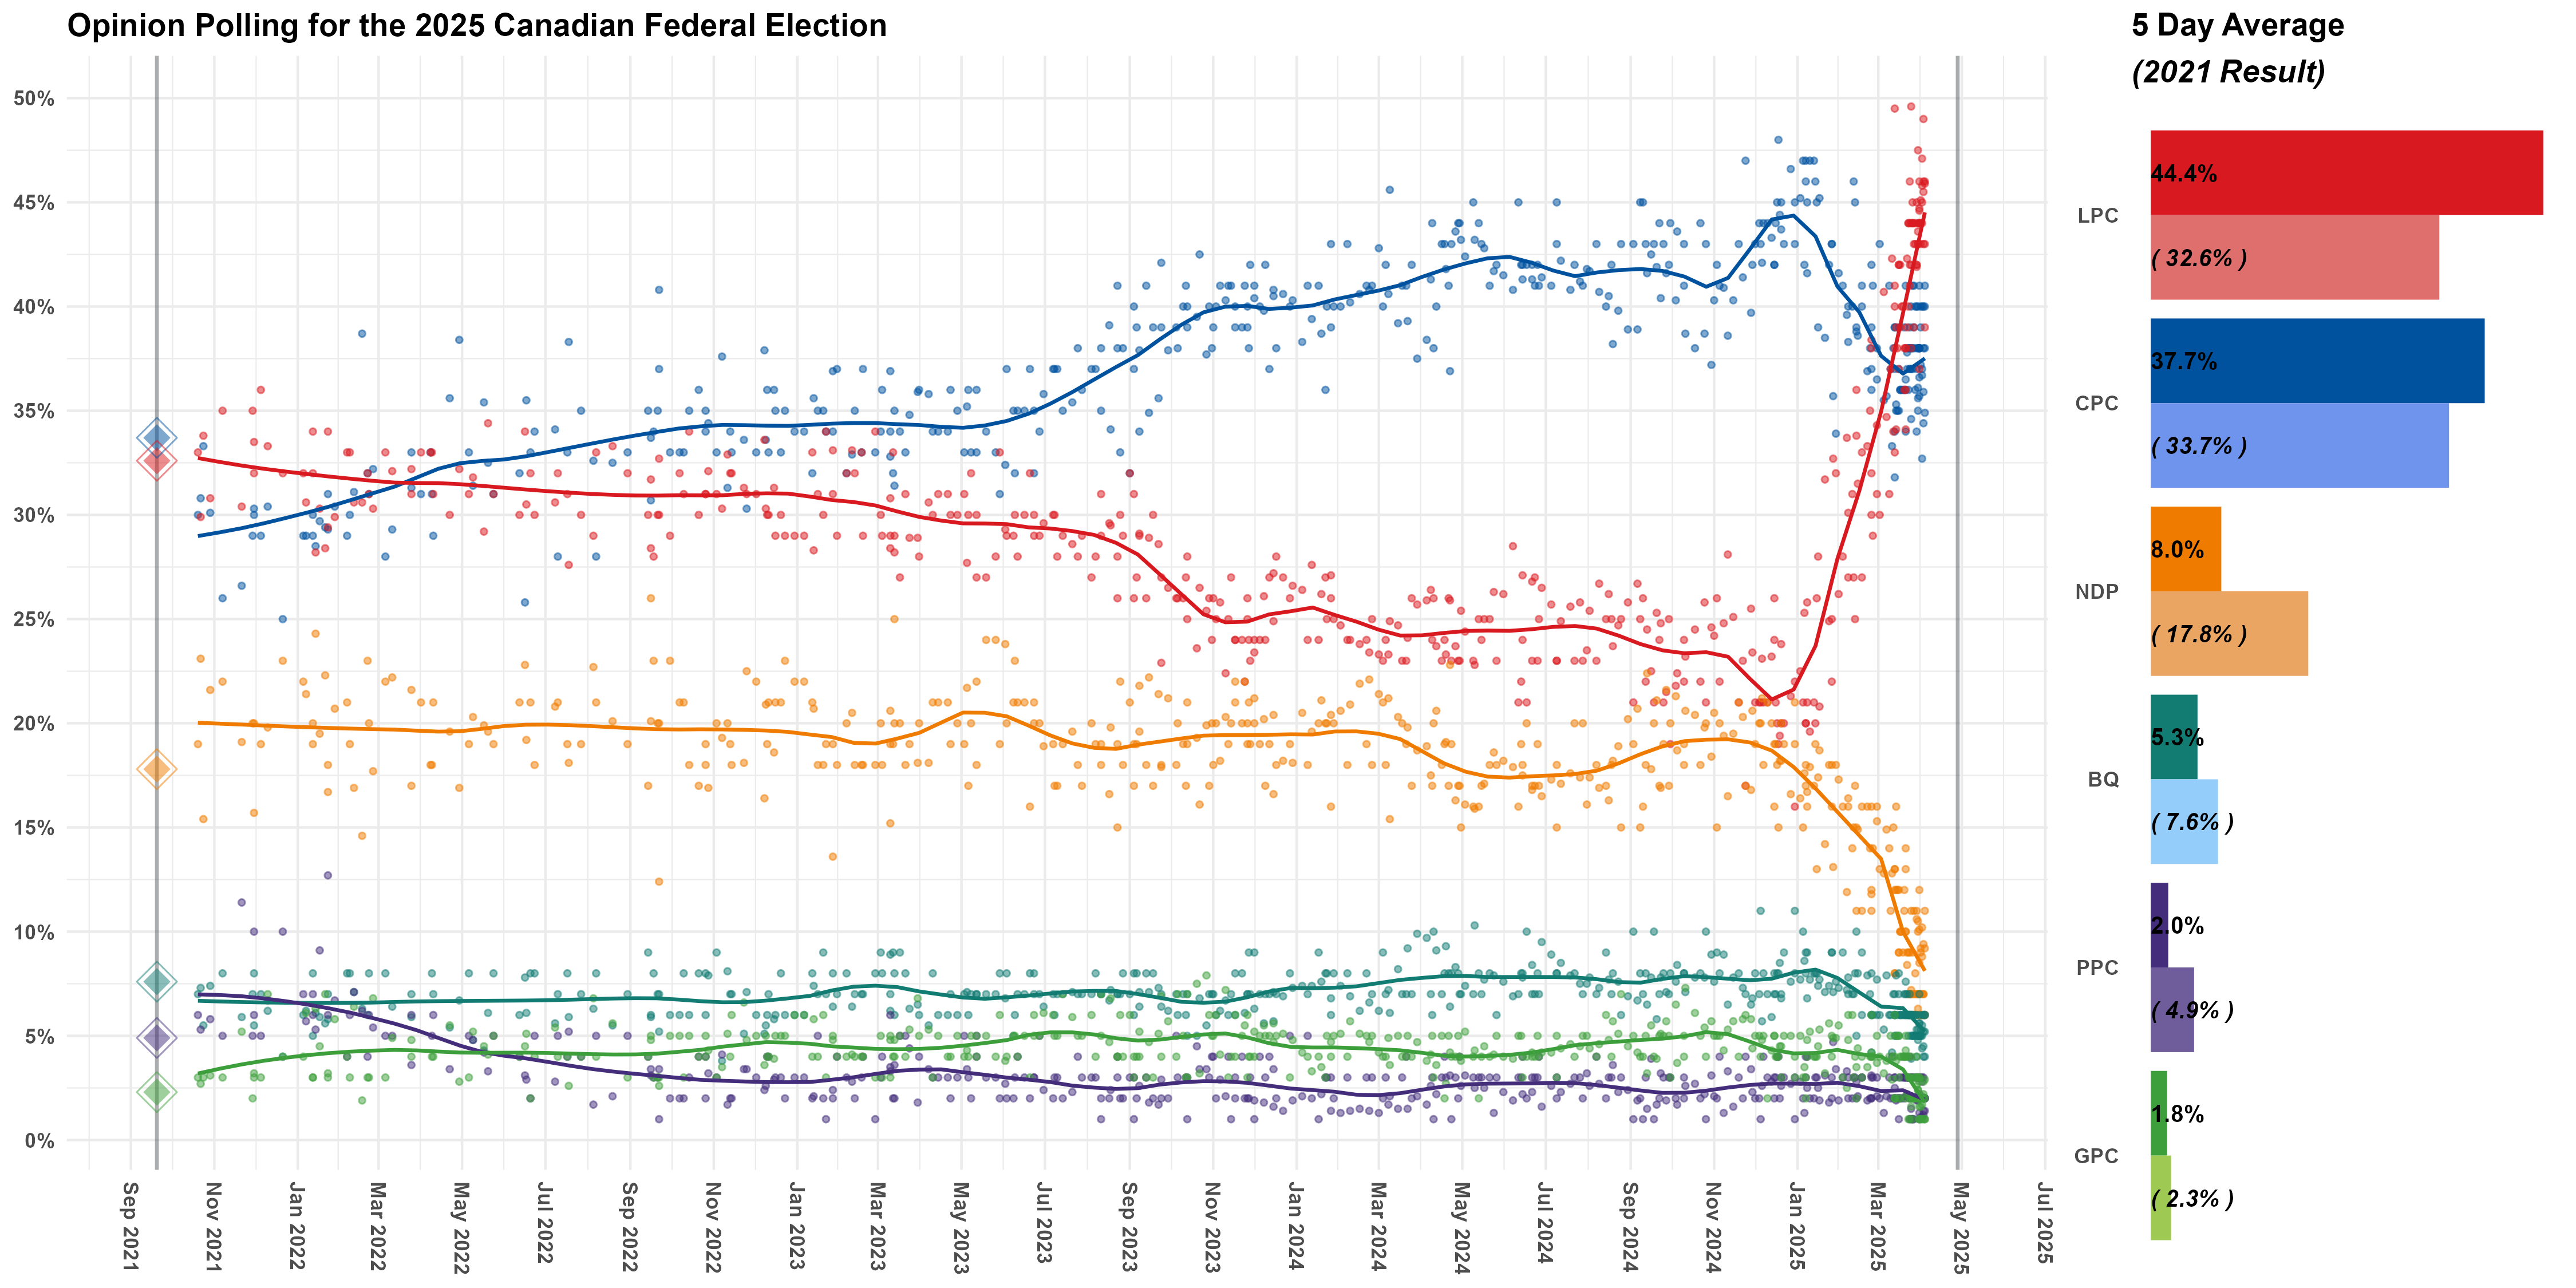 Opinion Polling for the 2025 Canadian Federal Election
50%
45%
40%
35%
30%
25%
20%
15%
10%
5%
0%
Sep 2021
Nov 2021
Jan 2022
Mar 2022
May 2022
Jul 2022
Sep 2022
Nov 2022
Jan 2023
Mar 2023
May 2023
Jul 2023
Sep 2023
Nov 2023
Jan 2024
Mar 2024
May 2024
Jul 2024
Sep 2024
Nov 2024
Jan 2025
Mar 2025
May 2025
Jul 2025
5 Day Average
(2021 Result)
LPC
44.4%
( 32.6% )
CPC
37.7%
( 33.7% )
NDP
8.0%
( 17.8% )
BQ
5.3%
( 7.6% )
PPC
2.0%
( 4.9% )
GPC
1.8%
( 2.3% )